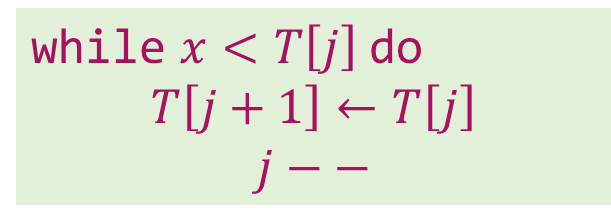 while x < T[j] do
T[j + 1] ← T[j]
j − −